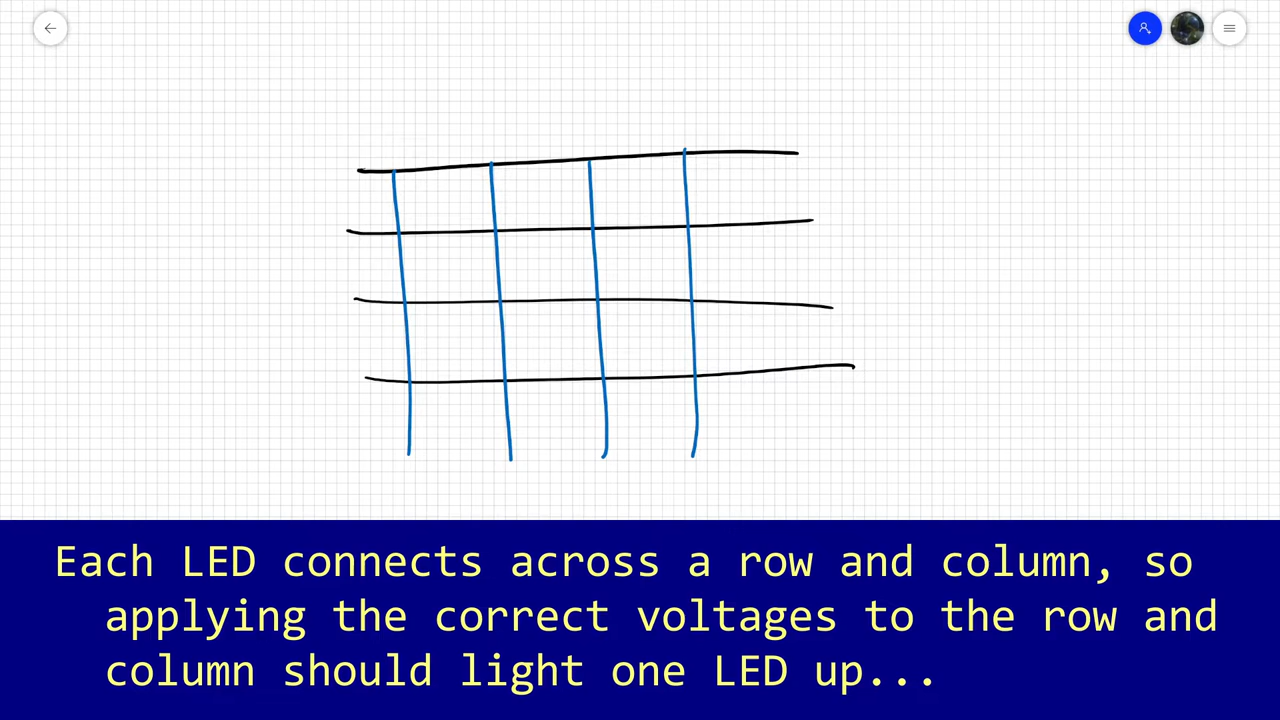 Each LED connects across a row and column, so
applying the correct voltages to the row and
column should light one LED up...